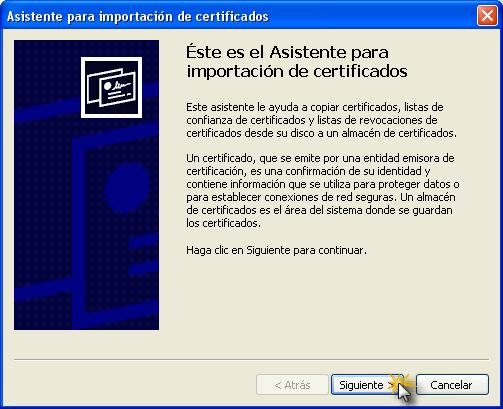 Asistente para importación de certificados
Éste es el Asistente para
importación de certificados
Este asistente le ayuda a copiar certificados, listas de
confianza de certificados y listas de revocaciones de
certificados desde su disco a un almacén de certificados.
Un certificado, que se emite por una entidad emisora de
certificación, es una confirmación de su identidad y
contiene información que se utiliza para proteger datos o
para establecer conexiones de red seguras. Un almacén
de certificados es el área del sistema donde se guardan
los certificados.
Haga clic en Siguiente para continuar.
< Atrás
Siguiente >
Cancelar